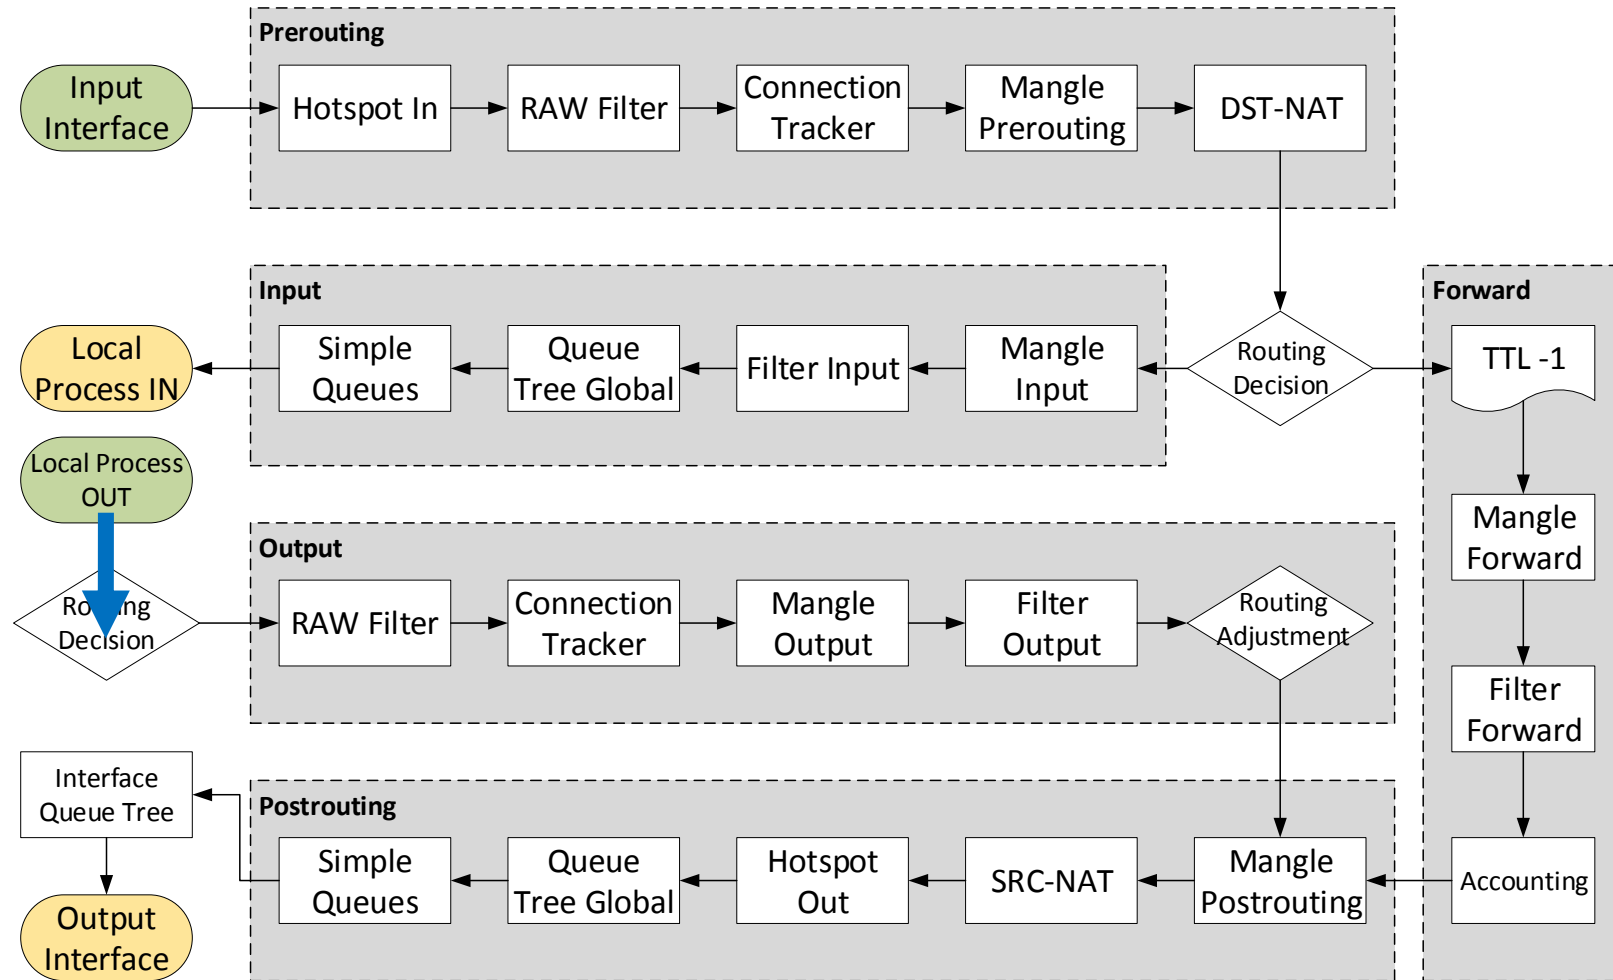 Prerouting
Input
Interface
Hotspot In
RAW Filter
Connection
Tracker
Mangle
Prerouting
DST-NAT
Input
Forward
Local
Process IN
Simple
Queues
Queue
Tree Global
Filter Input
Mangle
Input
Routing
Decision
TTL -1
Local Process
OUT
Mangle
Forward
Output
Routing
Decision
RAW Filter
Connection
Tracker
Mangle
Output
Filter
Output
Routing
Adjustment
Filter
Forward
Interface
Queue Tree
Postrouting
Simple
Queues
Queue
Tree Global
Hotspot
Out
SRC-NAT
Mangle
Postrouting
Accounting
Output
Interface